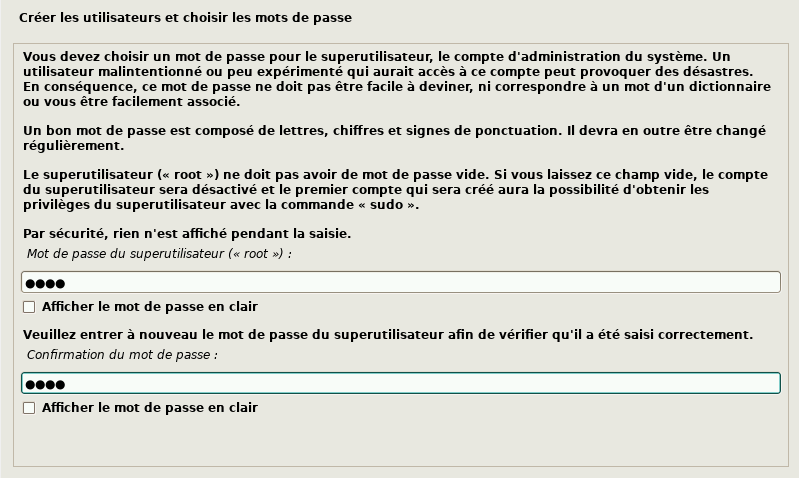 Créer les utilisateurs et choisir les mots de passe
Vous devez choisir un mot de passe pour le superutilisateur, le compte d'administration du système. Un
utilisateur malintentionné ou peu expérimenté qui aurait accès à ce compte peut provoquer des désastres.
En conséquence, ce mot de passe ne doit pas être facile à deviner, ni correspondre à un mot d'un dictionnaire
ou vous être facilement associé.
Un bon mot de passe est composé de lettres, chiffres et signes de ponctuation. Il devra en outre être changé
régulièrement.
Le superutilisateur (« root ») ne doit pas avoir de mot de passe vide. Si vous laissez ce champ vide, le compte
du superutilisateur sera désactivé et le premier compte qui sera créé aura la possibilité d'obtenir les
privilèges du superutilisateur avec la commande « sudo ».
Par sécurité, rien n'est affiché pendant la saisie.
Mot de passe du superutilisateur (« root ») :
●●●●
Afficher le mot de passe en clair
Veuillez entrer à nouveau le mot de passe du superutilisateur afin de vérifier qu'il a été saisi correctement.
Confirmation du mot de passe :
●●●●
Afficher le mot de passe en clair